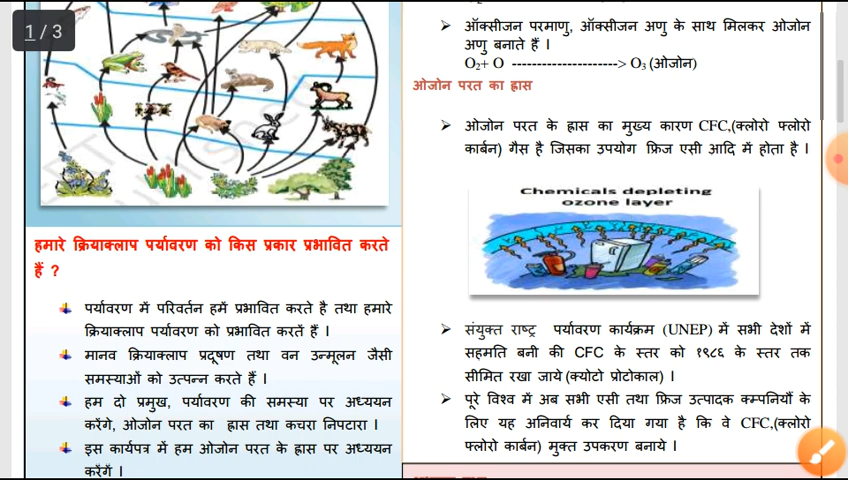 1 / 3
हमारे क्रियाक्लाप पर्यावरण को किस प्रकार प्रभावित करते
हैं ?
पर्यावरण में परिवर्तन हमें प्रभावित करते है तथा हमारे
क्रियाक्लाप पर्यावरण को प्रभावित करतें हैं ।
मानव क्रियाक्लाप प्रदूषण तथा वन उन्मूलन जैसी
समस्याओं को उत्पन्न करते हैं ।
हम दो प्रमुख, पर्यावरण की समस्या पर अध्ययन
करेंगे, ओजोन परत का ह्रास तथा कचरा निपटारा ।
इस कार्यपत्र में हम ओजोन परत के ह्रास पर अध्ययन
करेंगें ।
ऑक्सीजन परमाणु, ऑक्सीजन अणु के साथ मिलकर ओजोन
अणु बनाते हैं ।
O₂+ O ---------------------> O₃ (ओजोन)
ओजोन परत का ह्रास
ओजोन परत के ह्रास का मुख्य कारण CFC,(क्लोरो फ्लोरो
कार्बन) गैस है जिसका उपयोग फ्रिज एसी आदि में होता है ।
Chemicals depleting
ozone layer
संयुक्त राष्ट्र पर्यावरण कार्यक्रम (UNEP) में सभी देशों में
सहमति बनी की CFC के स्तर को १९८६ के स्तर तक
सीमित रखा जाये (क्योटो प्रोटोकाल) ।
पूरे विश्व में अब सभी एसी तथा फ्रिज उत्पादक कम्पनियों के
लिए यह अनिवार्य कर दिया गया है कि वे CFC,(क्लोरो
फ्लोरो कार्बन) मुक्त उपकरण बनाये ।